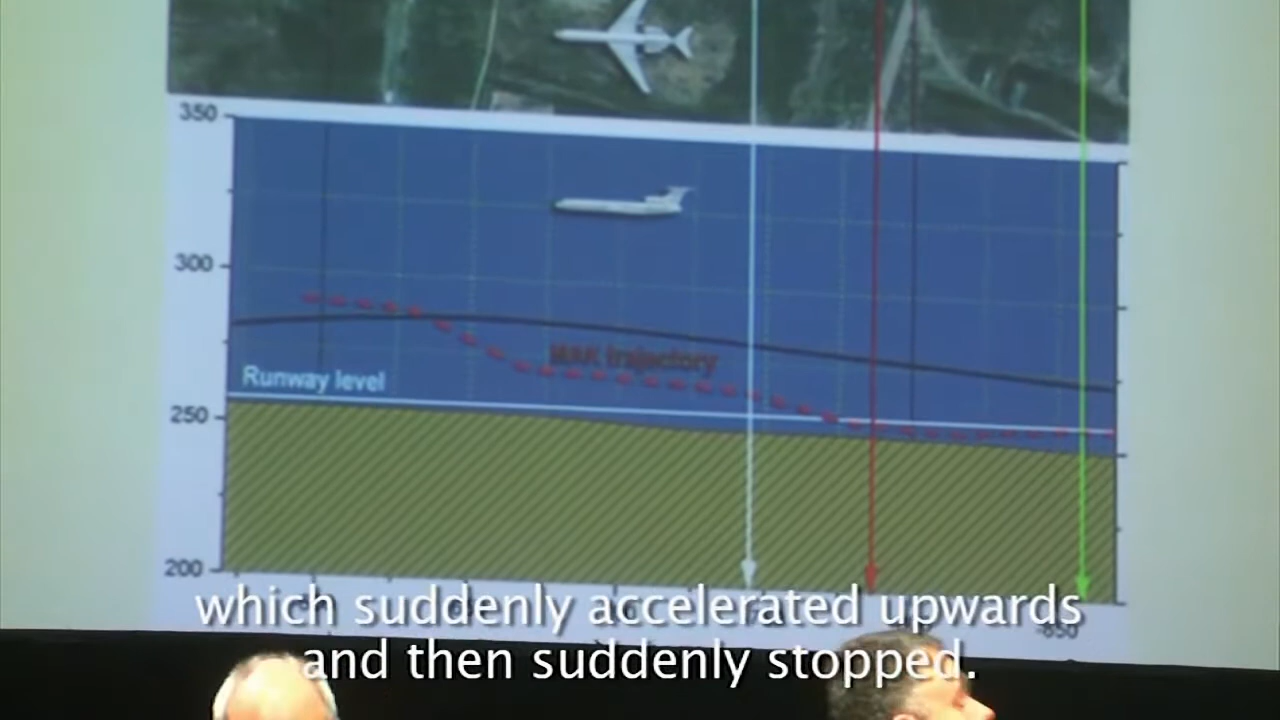 350
300
MAK trajectory
Runway level
250
200
-850
which suddenly accelerated upwards
and then suddenly stopped.